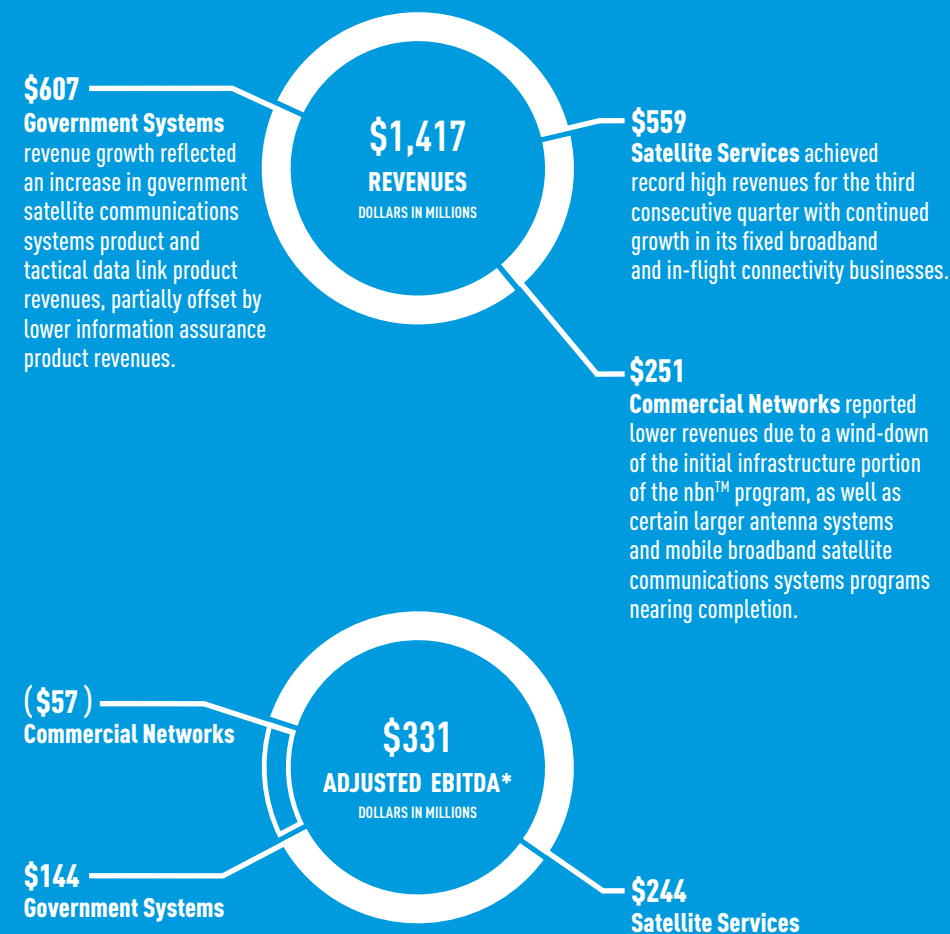 $607
Government Systems
revenue growth reflected
an increase in government
satellite communications
systems product and
tactical data link product
revenues, partially offset by
lower information assurance
product revenues.
$1,417
REVENUES
DOLLARS IN MILLIONS
$559
Satellite Services achieved
record high revenues for the third
consecutive quarter with continued
growth in its fixed broadband
and in-flight connectivity businesses.
$251
Commercial Networks reported
lower revenues due to a wind-down
of the initial infrastructure portion
of the nbn™ program, as well as
certain larger antenna systems
and mobile broadband satellite
communications systems programs
nearing completion.
($57)
Commercial Networks
$331
ADJUSTED EBITDA*
DOLLARS IN MILLIONS
$144
Government Systems
$244
Satellite Services